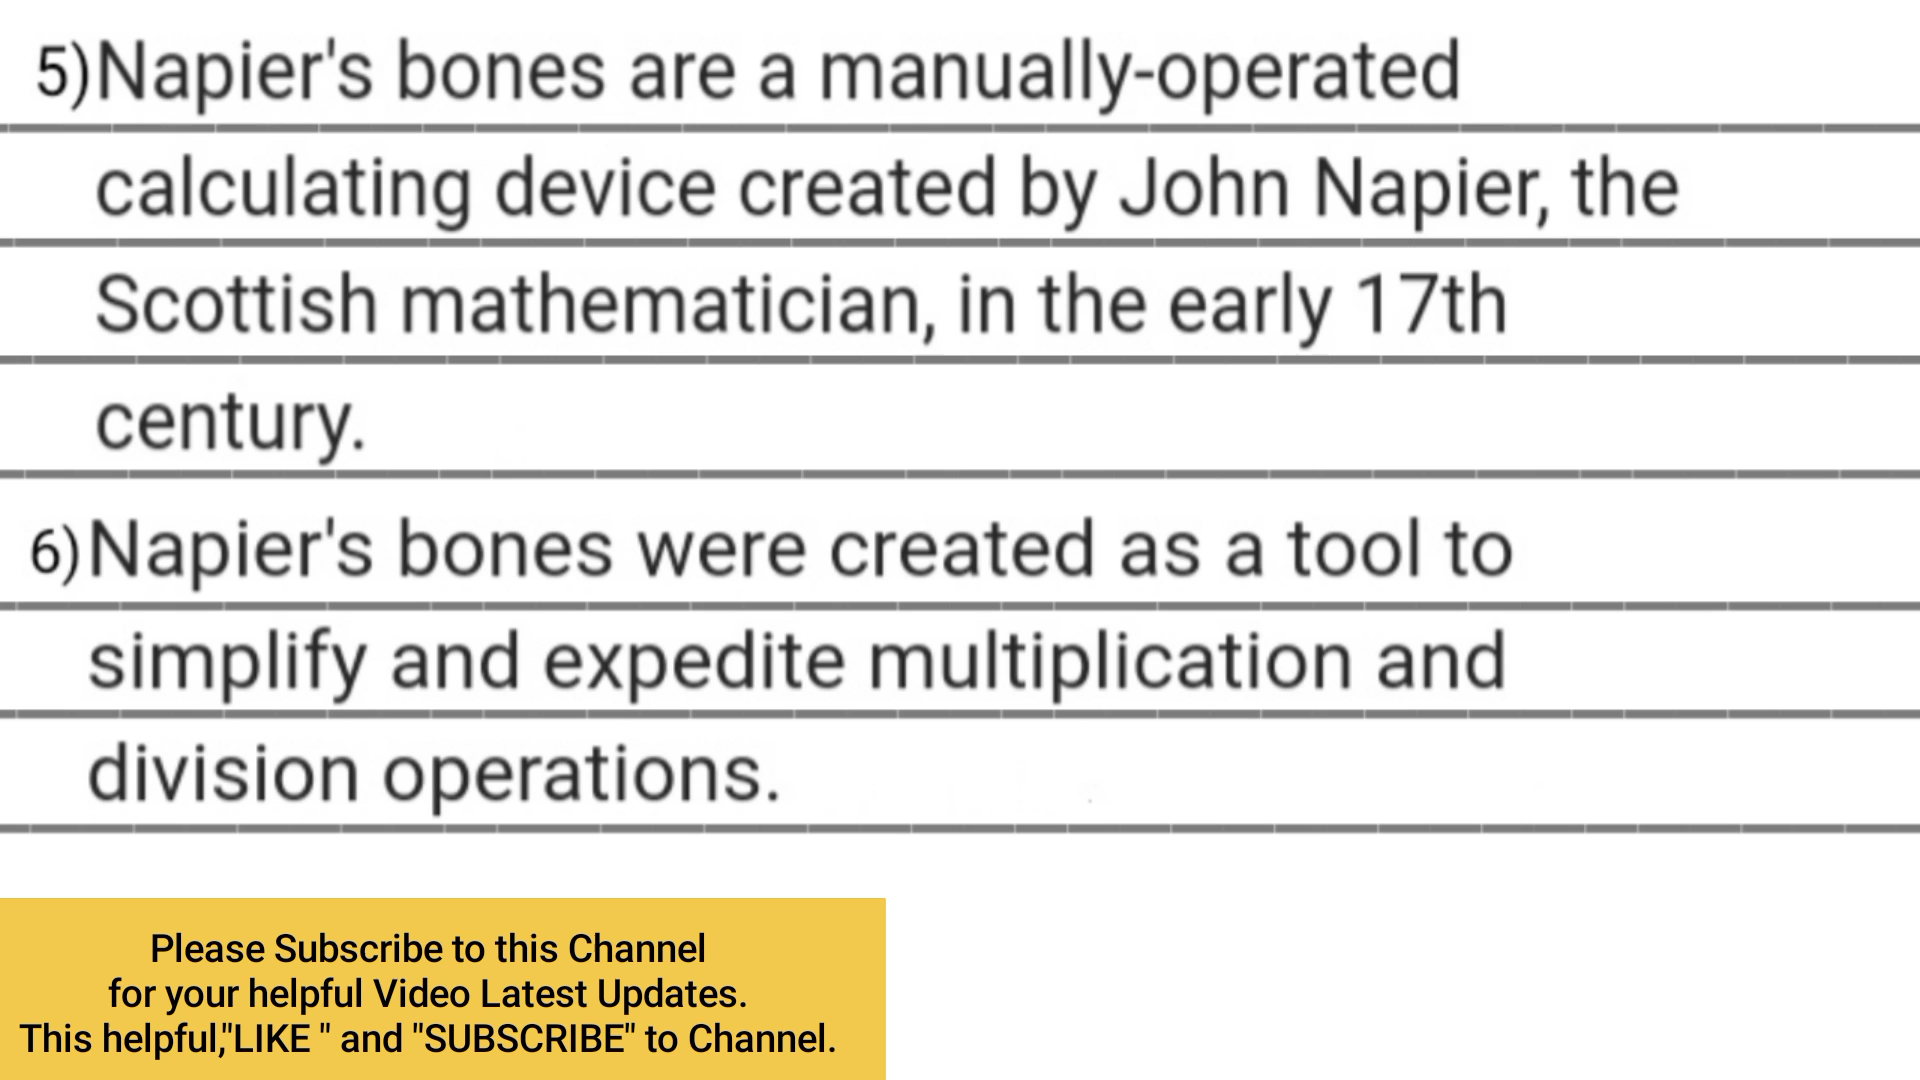 5)Napier's bones are a manually-operated
calculating device created by John Napier, the
Scottish mathematician, in the early 17th
century.
6)Napier's bones were created as a tool to
simplify and expedite multiplication and
division operations.
Please Subscribe to this Channel
for your helpful Video Latest Updates.
This helpful,"LIKE " and "SUBSCRIBE" to Channel.